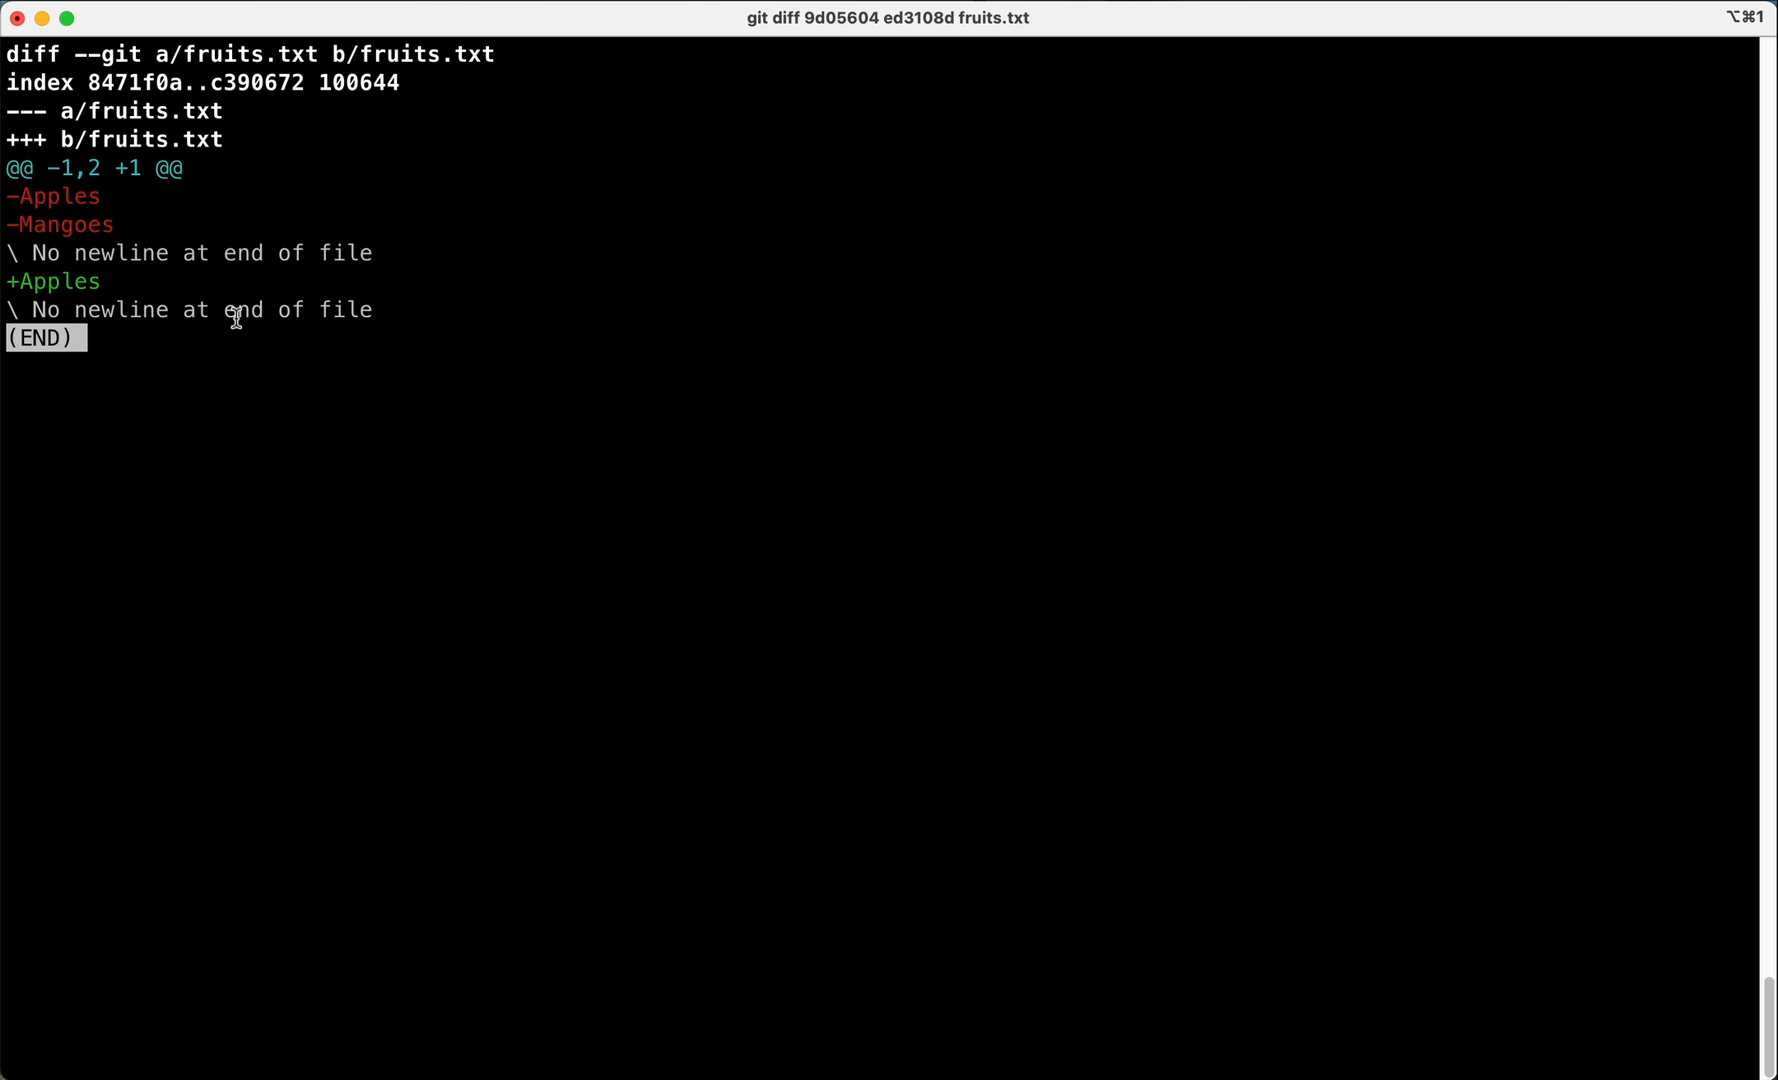 git diff 9d05604 ed3108d fruits.txt
⌥⌘1
diff --git a/fruits.txt b/fruits.txt
index 8471f0a..c390672 100644
--- a/fruits.txt
+++ b/fruits.txt
@@ -1,2 +1 @@
-Apples
-Mangoes
\ No newline at end of file
+Apples
\ No newline at end of file
(END)